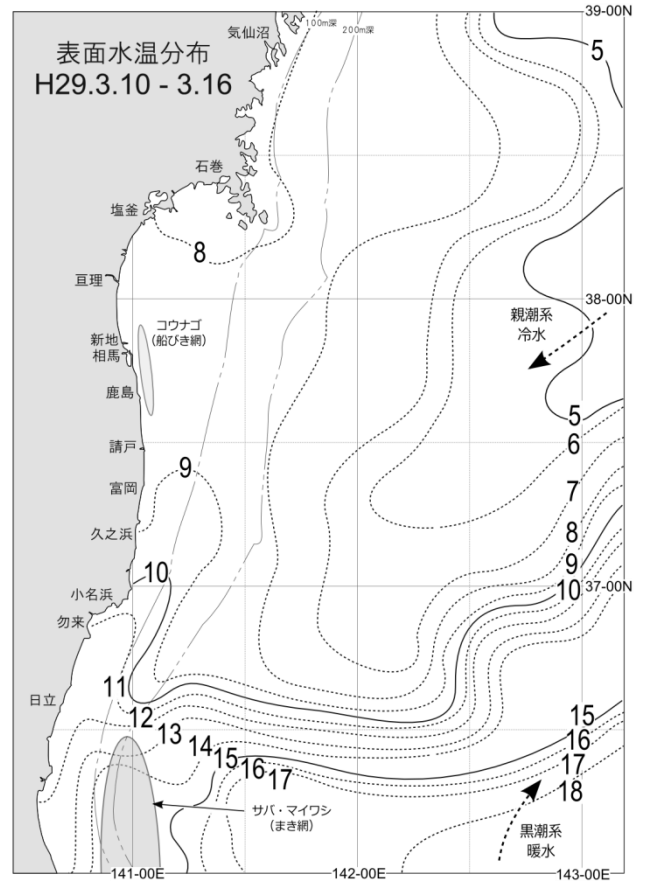 39-00N
気仙沼
100m深
200m深
表面水温分布
H29.3.10 - 3.16
5
石巻
塩釜
8
亘理
38-00N
コウナゴ
(船びき網)
親潮系
冷水
新地
相馬
鹿島
5
請戸
6
9
富岡
7
久之浜
8
9
10
37-00N
10
小名浜
勿来
11
日立
12
13
14
15
16
17
15
16
17
18
サバ・マイワシ
(まき網)
黒潮系
暖水
141-00E
142-00E
143-00E